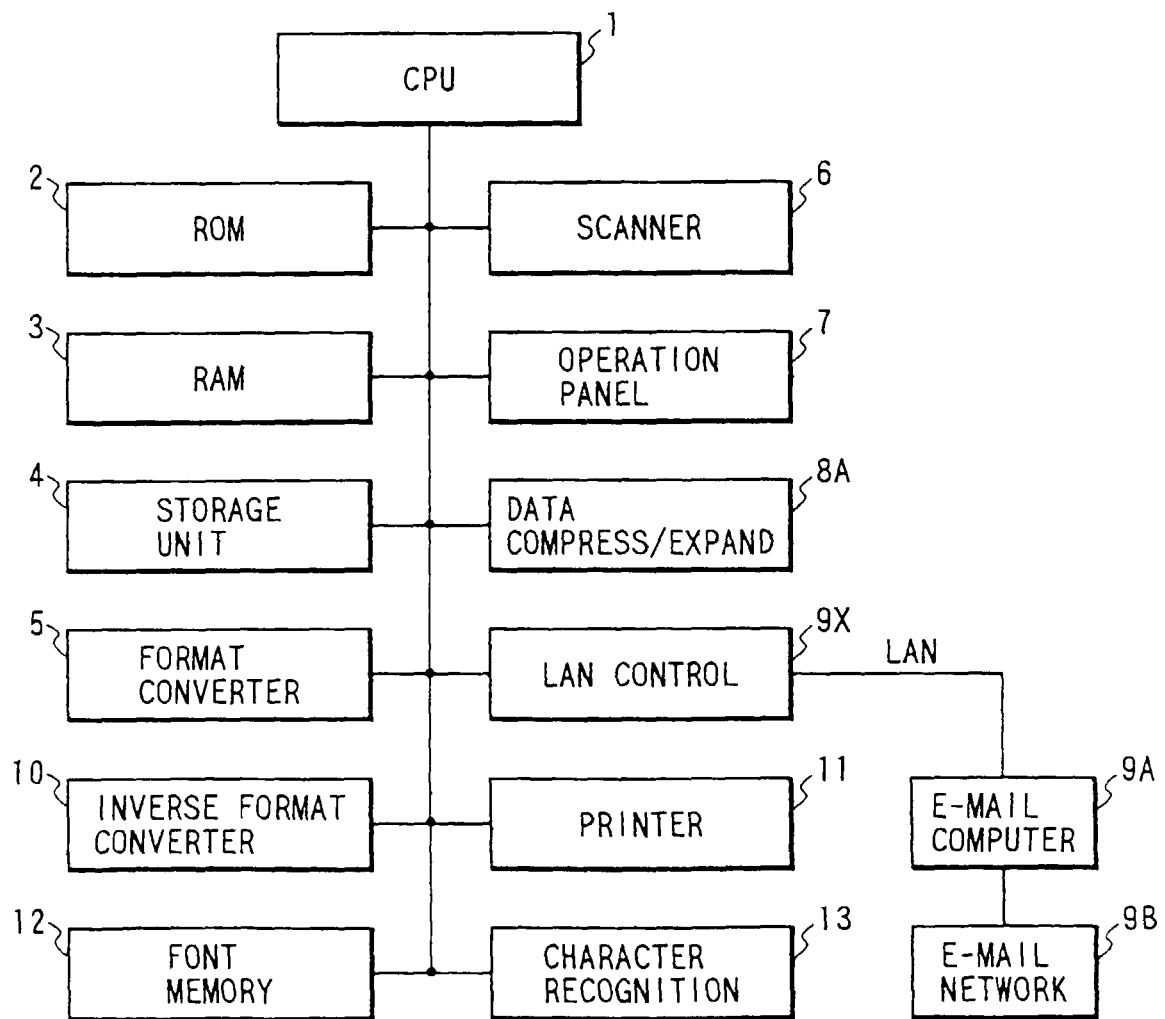 1
CPU
2
ROM
6
SCANNER
3
RAM
7
OPERATION
PANEL
4
STORAGE
UNIT
8A
DATA
COMPRESS/EXPAND
5
FORMAT
CONVERTER
9X
LAN CONTROL
LAN
10
INVERSE FORMAT
CONVERTER
11
PRINTER
9A
E-MAIL
COMPUTER
12
FONT
MEMORY
13
CHARACTER
RECOGNITION
9B
E-MAIL
NETWORK